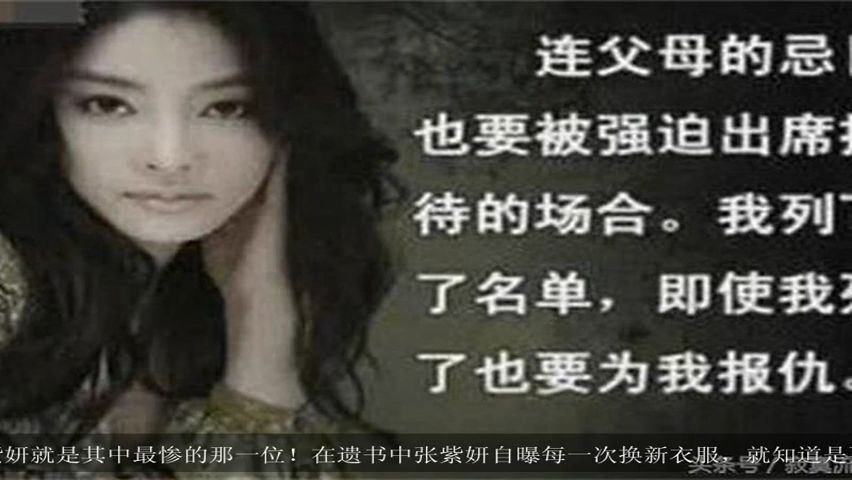 连父母的忌
也要被强迫出席
待的场合。我列
了名单，即使我
了也要为我报仇。
妍就是其中最惨的那一位！在遗书中张紫妍自曝每一次换新衣服，就知道是
头条号/寂寞流